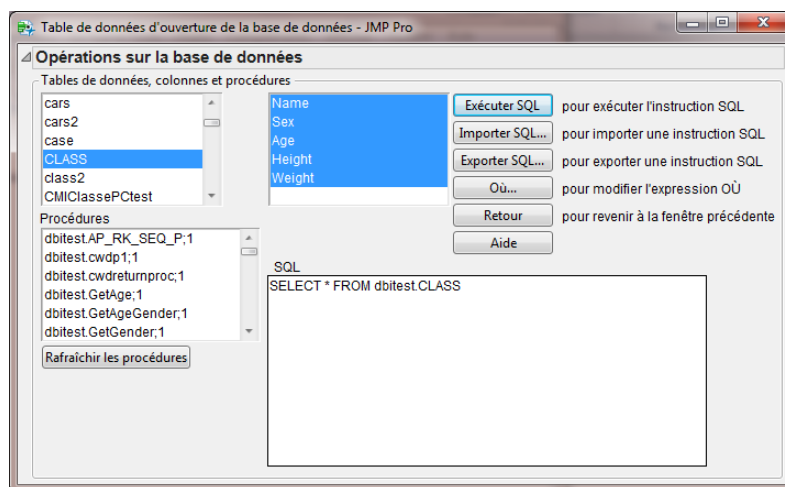 Table de données d'ouverture de la base de données - JMP Pro
Opérations sur la base de données
Tables de données, colonnes et procédures
cars
cars2
case
CLASS
class2
CMIClassePCtest
Name
Sex
Age
Height
Weight
Exécuter SQL pour exécuter l'instruction SQL
Importer SQL... pour importer une instruction SQL
Exporter SQL... pour exporter une instruction SQL
Où... pour modifier l'expression OÙ
Retour pour revenir à la fenêtre précédente
Aide
Procédures
dbitest.AP_RK_SEQ_P;1
dbitest.cwdp1;1
dbitest.cwdreturnproc;1
dbitest.GetAge;1
dbitest.GetAgeGender;1
dbitest.GetGender;1
Rafraîchir les procédures
SQL
SELECT * FROM dbitest.CLASS